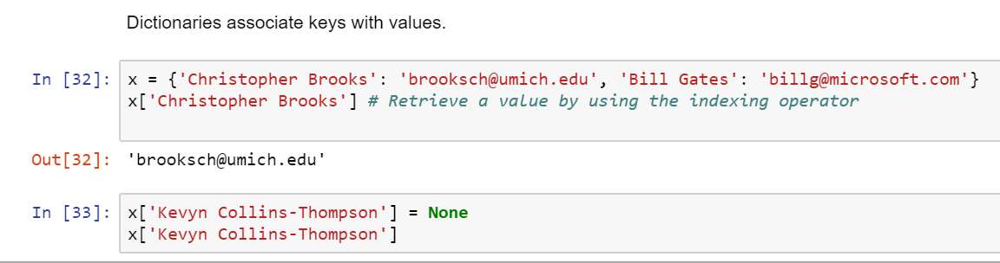 Dictionaries associate keys with values.
In [32]: x = {'Christopher Brooks': 'brooksch@umich.edu', 'Bill Gates': 'billg@microsoft.com'}
x['Christopher Brooks'] # Retrieve a value by using the indexing operator
Out[32]: 'brooksch@umich.edu'
In [33]: x['Kevyn Collins-Thompson'] = None
x['Kevyn Collins-Thompson']